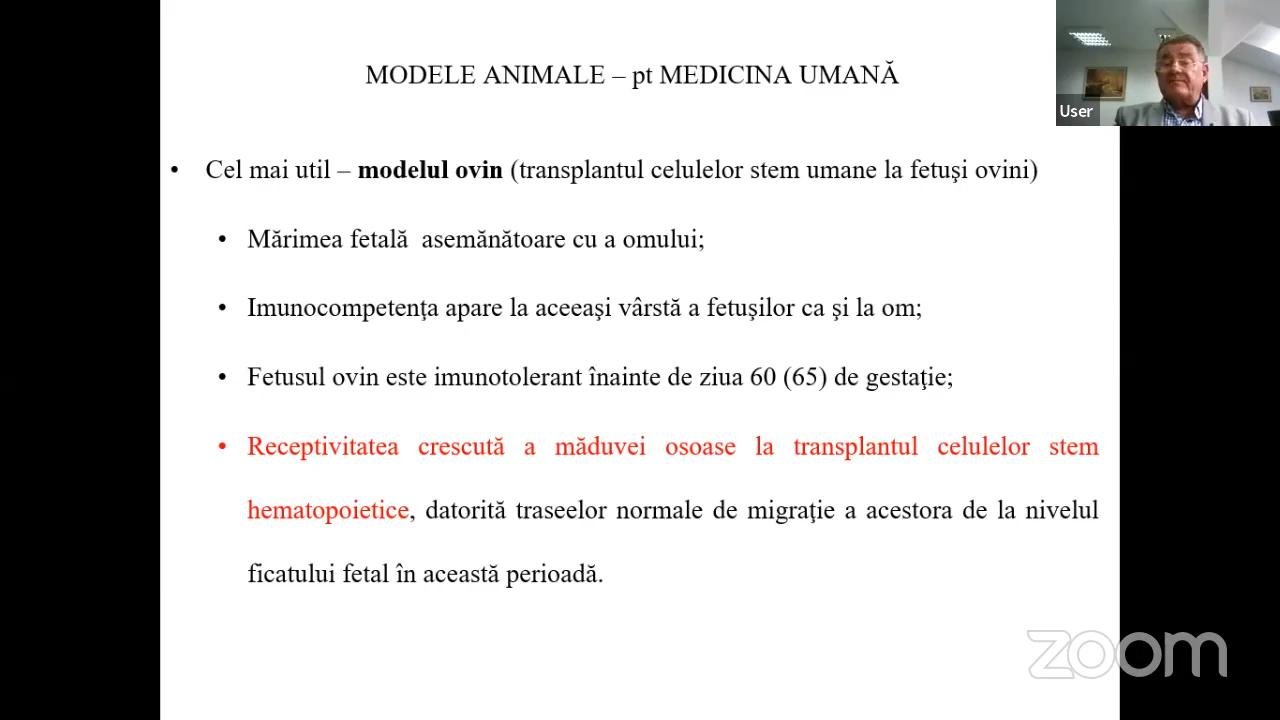 MODELE ANIMALE – pt MEDICINA UMANĂ
User
• Cel mai util – modelul ovin (transplantul celulelor stem umane la fetuşi ovini)
• Mărimea fetală asemănătoare cu a omului;
• Imunocompetenţa apare la aceeaşi vârstă a fetuşilor ca şi la om;
• Fetusul ovin este imunotolerant înainte de ziua 60 (65) de gestaţie;
• Receptivitatea crescută a măduvei osoase la transplantul celulelor stem
hematopoietice, datorită traseelor normale de migraţie a acestora de la nivelul
ficatului fetal în această perioadă.
zoom